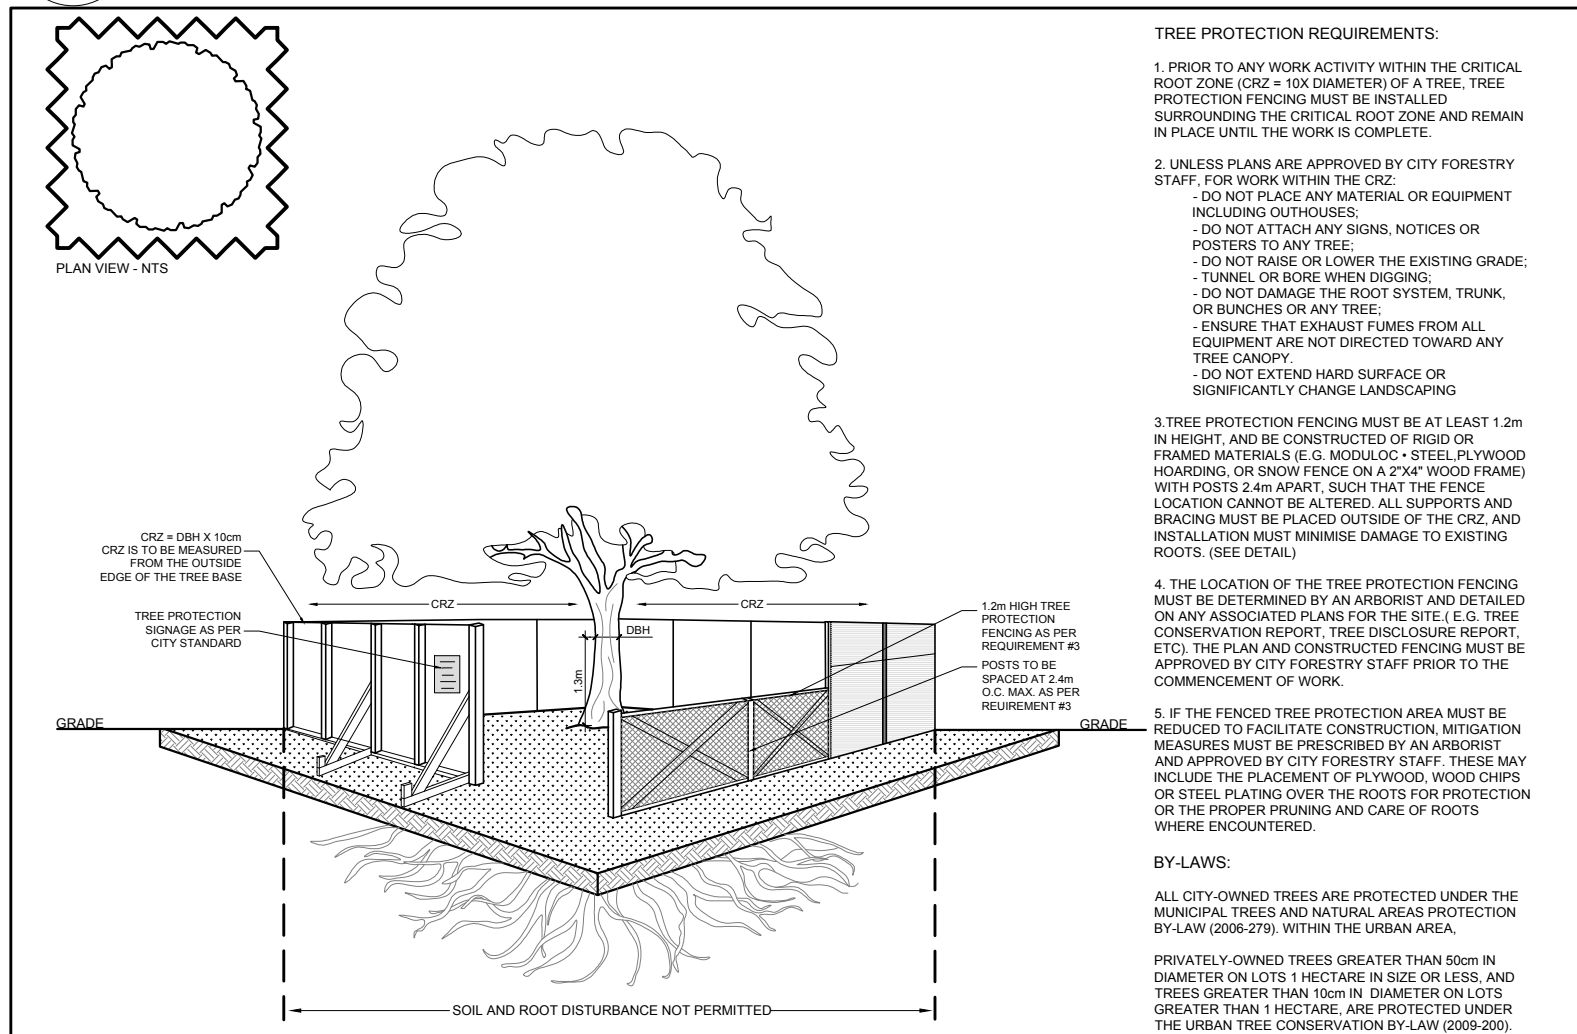 PLAN VIEW - NTS
CRZ = DBH X 10cm
CRZ IS TO BE MEASURED
FROM THE OUTSIDE
EDGE OF THE TREE BASE
TREE PROTECTION
SIGNAGE AS PER
CITY STANDARD
GRADE
CRZ
CRZ
DBH
1.3m
1.2m HIGH TREE
PROTECTION
FENCING AS PER
REQUIREMENT #3
POSTS TO BE
SPACED AT 2.4m
O.C. MAX. AS PER
REUIREMENT #3
GRADE
SOIL AND ROOT DISTURBANCE NOT PERMITTED
TREE PROTECTION REQUIREMENTS:
1. PRIOR TO ANY WORK ACTIVITY WITHIN THE CRITICAL
ROOT ZONE (CRZ = 10X DIAMETER) OF A TREE, TREE
PROTECTION FENCING MUST BE INSTALLED
SURROUNDING THE CRITICAL ROOT ZONE AND REMAIN
IN PLACE UNTIL THE WORK IS COMPLETE.
2. UNLESS PLANS ARE APPROVED BY CITY FORESTRY
STAFF, FOR WORK WITHIN THE CRZ:
- DO NOT PLACE ANY MATERIAL OR EQUIPMENT
INCLUDING OUTHOUSES;
- DO NOT ATTACH ANY SIGNS, NOTICES OR
POSTERS TO ANY TREE;
- DO NOT RAISE OR LOWER THE EXISTING GRADE;
- TUNNEL OR BORE WHEN DIGGING;
- DO NOT DAMAGE THE ROOT SYSTEM, TRUNK,
OR BUNCHES OR ANY TREE;
- ENSURE THAT EXHAUST FUMES FROM ALL
EQUIPMENT ARE NOT DIRECTED TOWARD ANY
TREE CANOPY.
- DO NOT EXTEND HARD SURFACE OR
SIGNIFICANTLY CHANGE LANDSCAPING
3.TREE PROTECTION FENCING MUST BE AT LEAST 1.2m
IN HEIGHT, AND BE CONSTRUCTED OF RIGID OR
FRAMED MATERIALS (E.G. MODULOC • STEEL,PLYWOOD
HOARDING, OR SNOW FENCE ON A 2"X4" WOOD FRAME)
WITH POSTS 2.4m APART, SUCH THAT THE FENCE
LOCATION CANNOT BE ALTERED. ALL SUPPORTS AND
BRACING MUST BE PLACED OUTSIDE OF THE CRZ, AND
INSTALLATION MUST MINIMISE DAMAGE TO EXISTING
ROOTS. (SEE DETAIL)
4. THE LOCATION OF THE TREE PROTECTION FENCING
MUST BE DETERMINED BY AN ARBORIST AND DETAILED
ON ANY ASSOCIATED PLANS FOR THE SITE.( E.G. TREE
CONSERVATION REPORT, TREE DISCLOSURE REPORT,
ETC). THE PLAN AND CONSTRUCTED FENCING MUST BE
APPROVED BY CITY FORESTRY STAFF PRIOR TO THE
COMMENCEMENT OF WORK.
5. IF THE FENCED TREE PROTECTION AREA MUST BE
REDUCED TO FACILITATE CONSTRUCTION, MITIGATION
MEASURES MUST BE PRESCRIBED BY AN ARBORIST
AND APPROVED BY CITY FORESTRY STAFF. THESE MAY
INCLUDE THE PLACEMENT OF PLYWOOD, WOOD CHIPS
OR STEEL PLATING OVER THE ROOTS FOR PROTECTION
OR THE PROPER PRUNING AND CARE OF ROOTS
WHERE ENCOUNTERED.
BY-LAWS:
ALL CITY-OWNED TREES ARE PROTECTED UNDER THE
MUNICIPAL TREES AND NATURAL AREAS PROTECTION
BY-LAW (2006-279). WITHIN THE URBAN AREA,
PRIVATELY-OWNED TREES GREATER THAN 50cm IN
DIAMETER ON LOTS 1 HECTARE IN SIZE OR LESS, AND
TREES GREATER THAN 10cm IN DIAMETER ON LOTS
GREATER THAN 1 HECTARE, ARE PROTECTED UNDER
THE URBAN TREE CONSERVATION BY-LAW (2009-200).